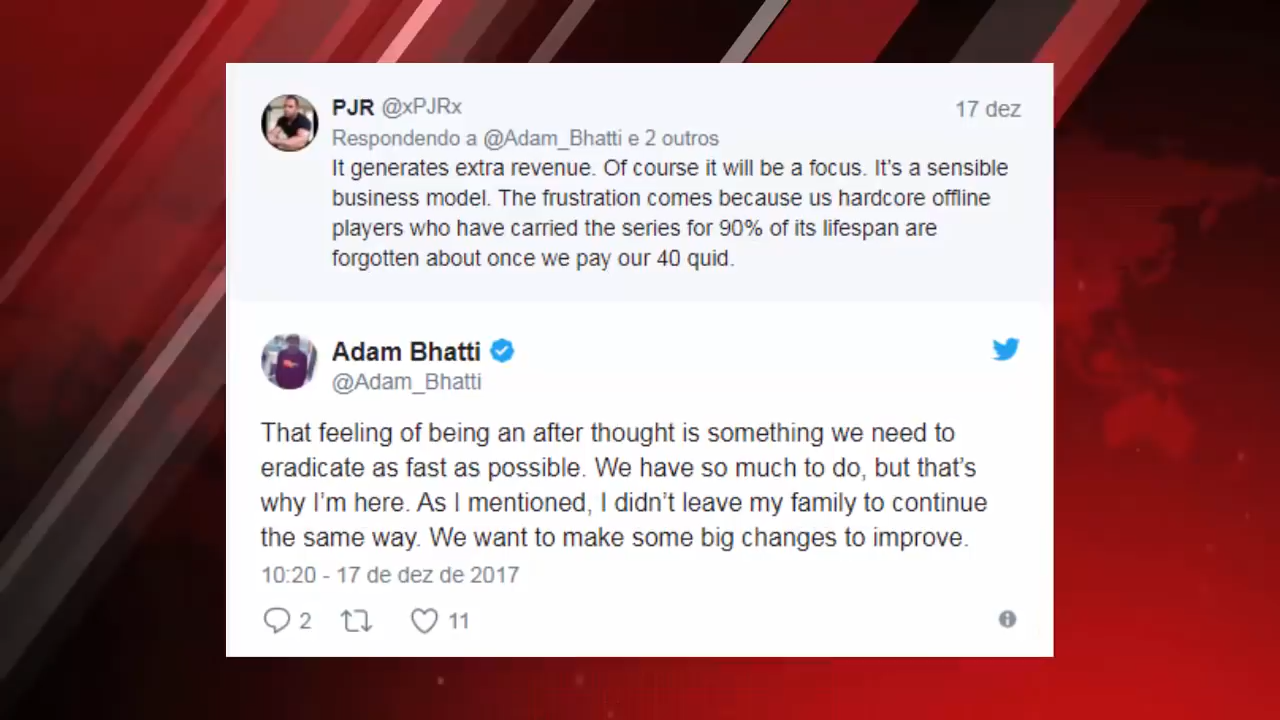 PJR @xPJRx 17 dez
Respondendo a @Adam_Bhatti e 2 outros
It generates extra revenue. Of course it will be a focus. It's a sensible
business model. The frustration comes because us hardcore offline
players who have carried the series for 90% of its lifespan are
forgotten about once we pay our 40 quid.
Adam Bhatti
@Adam_Bhatti
That feeling of being an after thought is something we need to
eradicate as fast as possible. We have so much to do, but that's
why I'm here. As I mentioned, I didn't leave my family to continue
the same way. We want to make some big changes to improve.
10:20 - 17 de dez de 2017
2 11